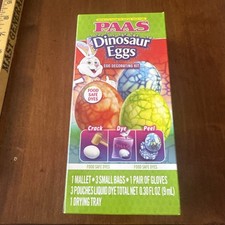 PAAS
Dinosaur
Eggs
EGG DECORATING KIT
FOOD
SAFE
DYES
Crack Dye Peel
1 MALLET • 3 SMALL BAGS • 1 PAIR OF GLOVES
3 POUCHES LIQUID DYE TOTAL NET 0.30 FL OZ (9 mL)
1 DRYING TRAY